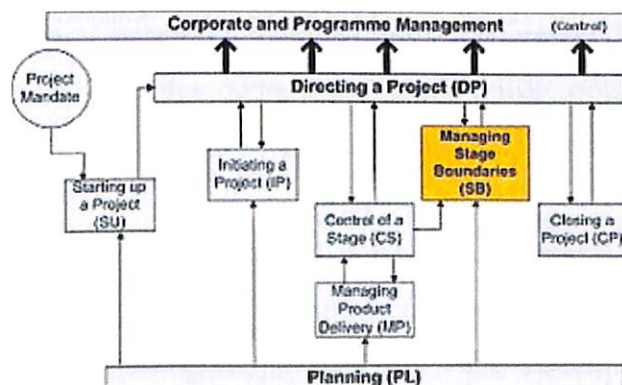 Corporate and Programme Management (Control)
Project
Mandate
Directing a Project (DP)
Starting up
a Project
(SU)
Initiating a
Project (IP)
Managing
Stage
Boundaries
(SB)
Control of a
Stage (CS)
Closing a
Project (CP)
Managing
Product
Delivery (MP)
Planning (PL)